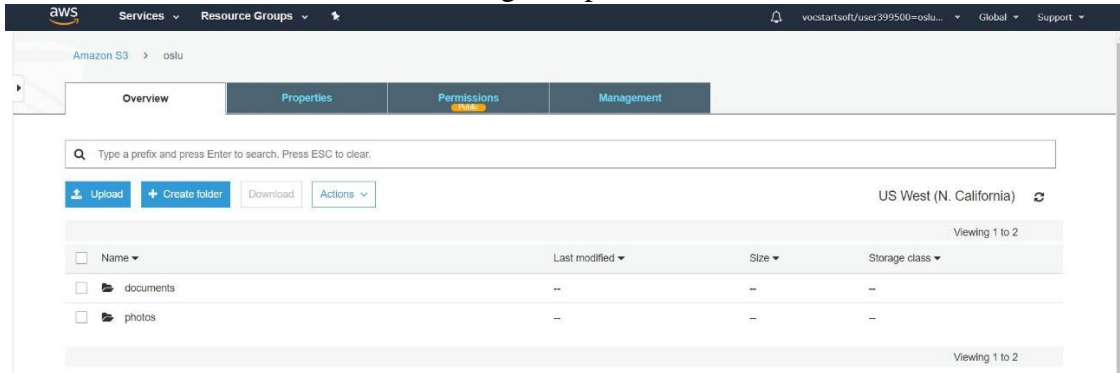 aws Services Resource Groups vocstartsoft/user399500=oslu... Global Support
Amazon S3 > oslu
Overview Properties Permissions Management
Public
Type a prefix and press Enter to search. Press ESC to clear.
Upload + Create folder Download Actions US West (N. California)
Viewing 1 to 2
Name Last modified Size Storage class
documents -- -- --
photos -- -- --
Viewing 1 to 2